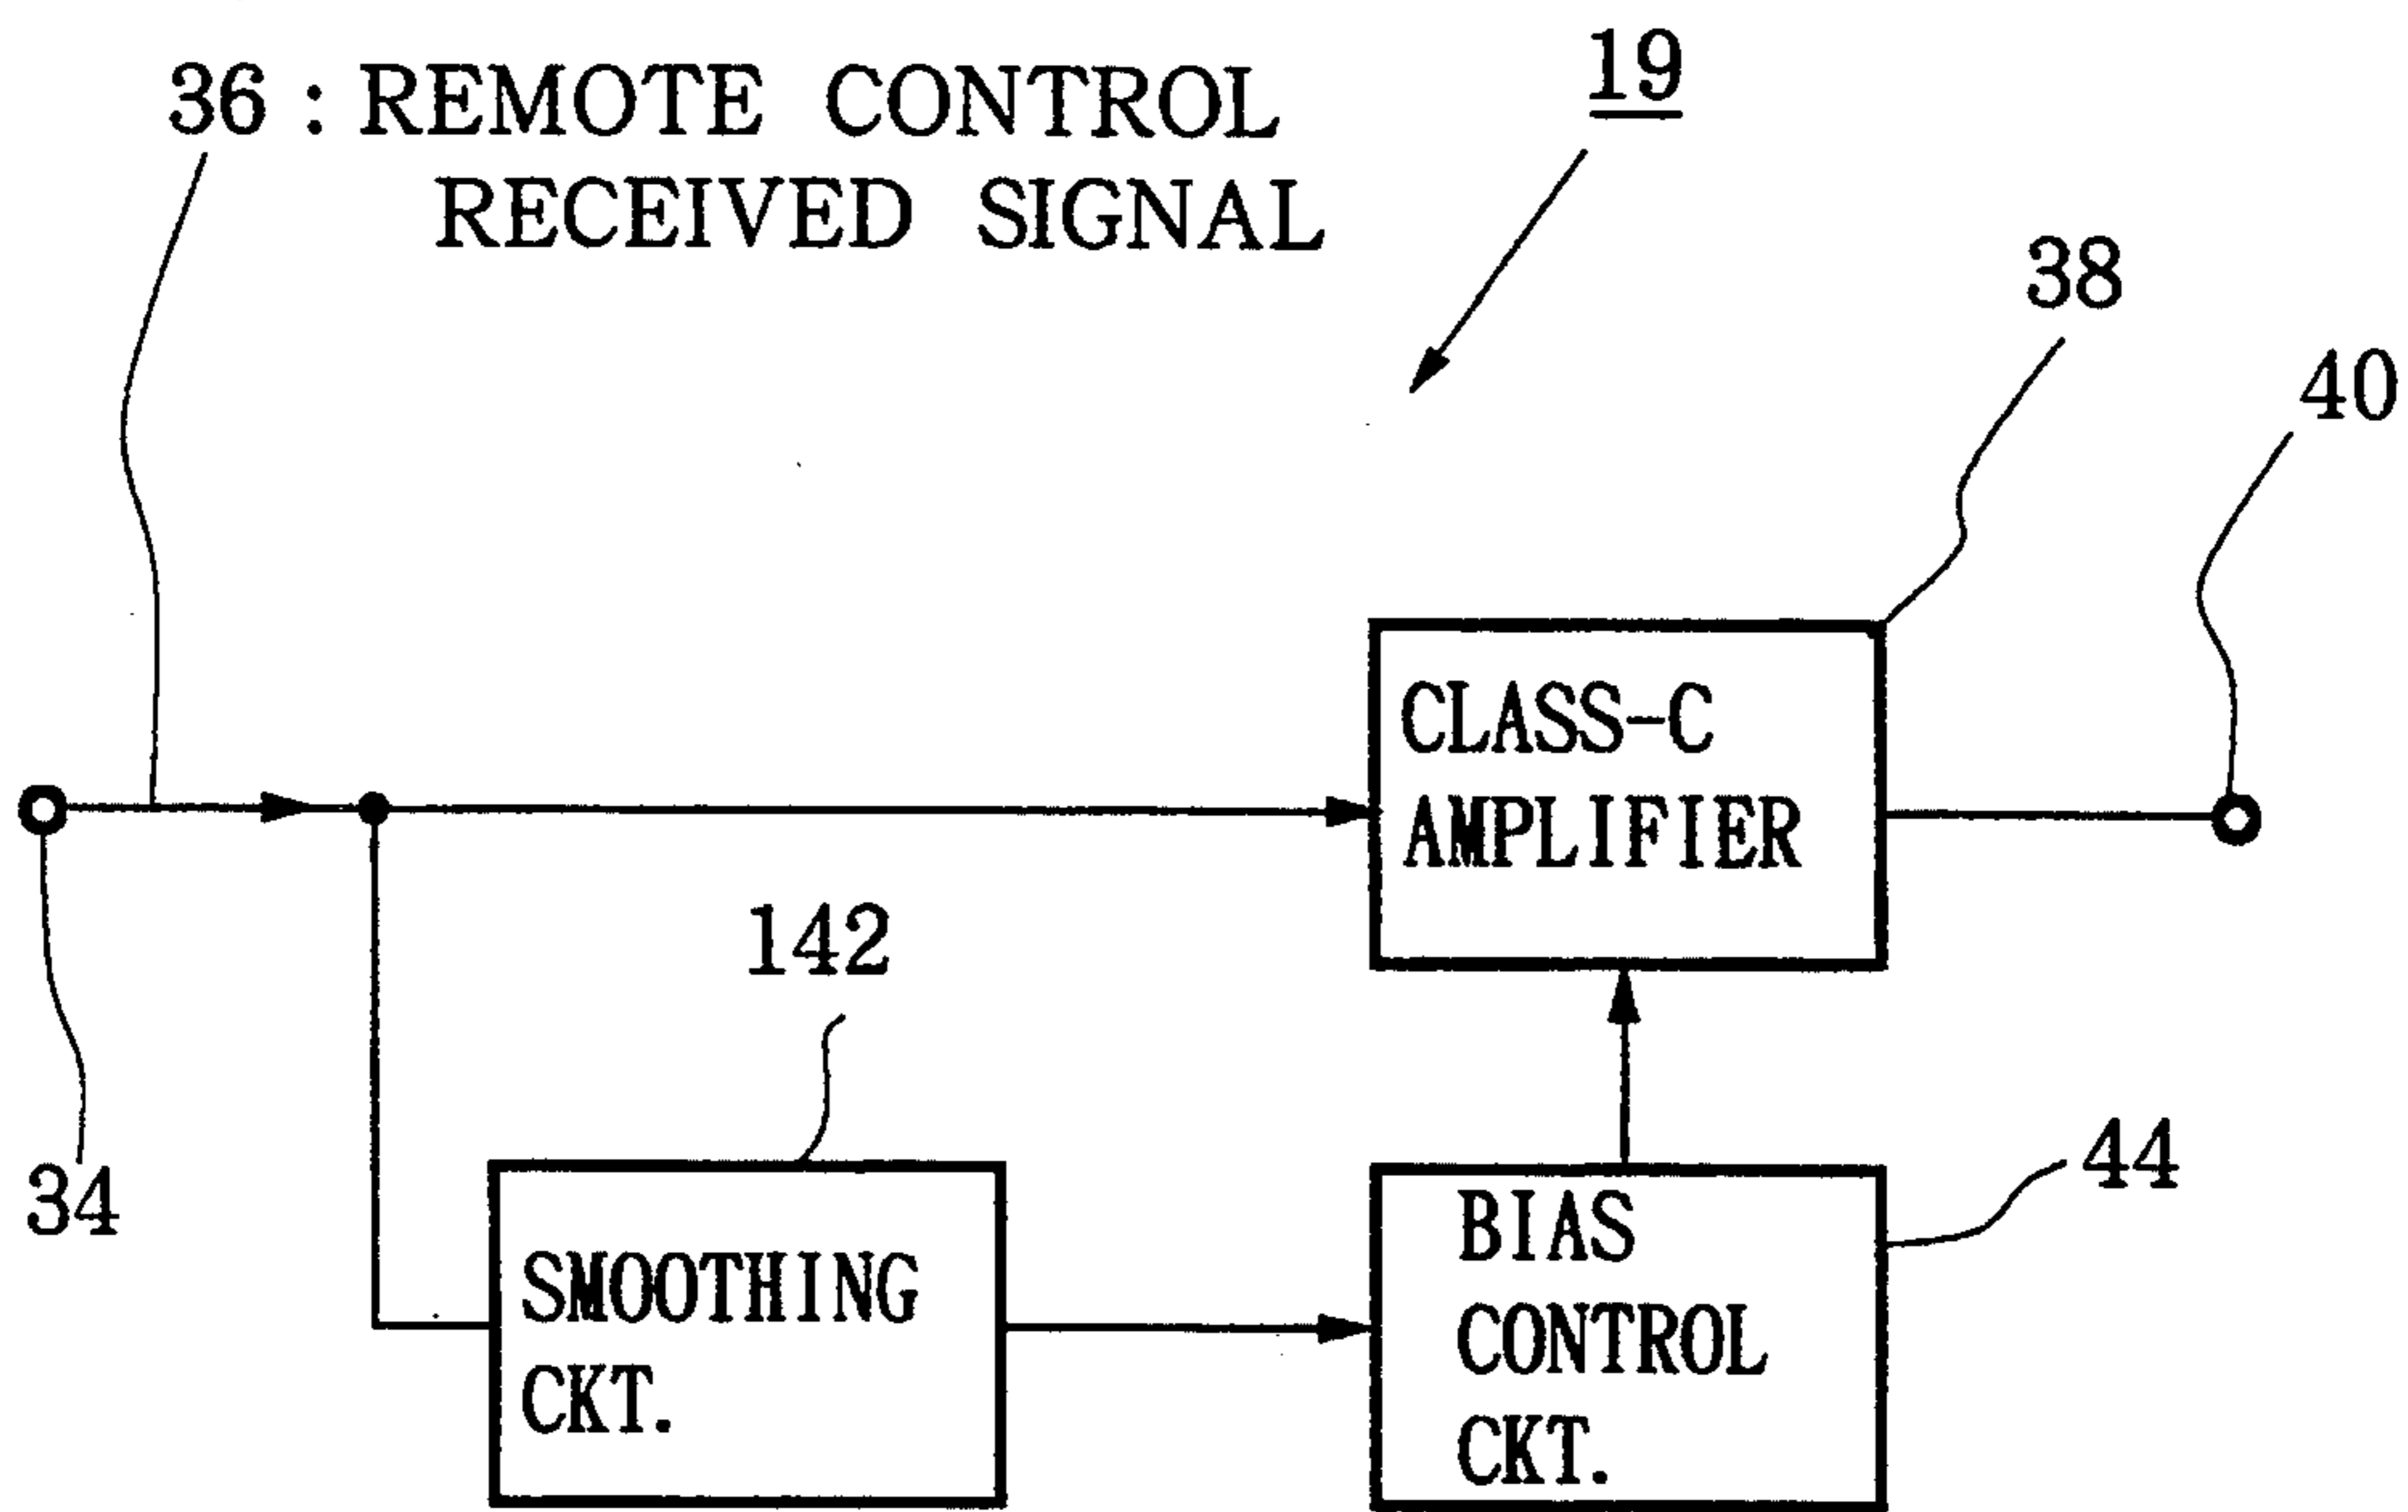 36 : REMOTE CONTROL
RECEIVED SIGNAL
19
38
40
CLASS-C
AMPLIFIER
142
34
SMOOTHING
CKT.
BIAS
CONTROL
CKT.
44